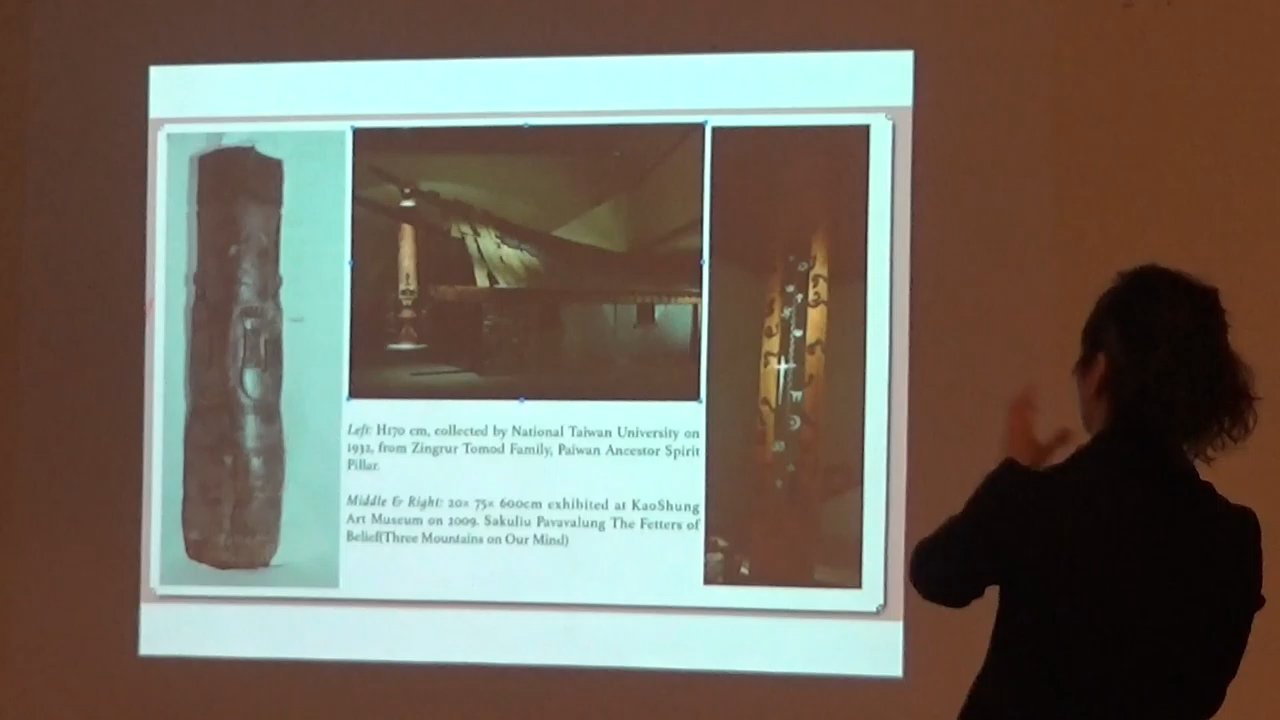 Left: H170 cm, collected by National Taiwan University on
1932, from Zingrur Tomod Family, Paiwan Ancestor Spirit
Pillar.
Middle & Right: 20× 75× 600cm exhibited at KaoShung
Art Museum on 2009. Sakuliu Pavavalung The Fetters of
Belief(Three Mountains on Our Mind)